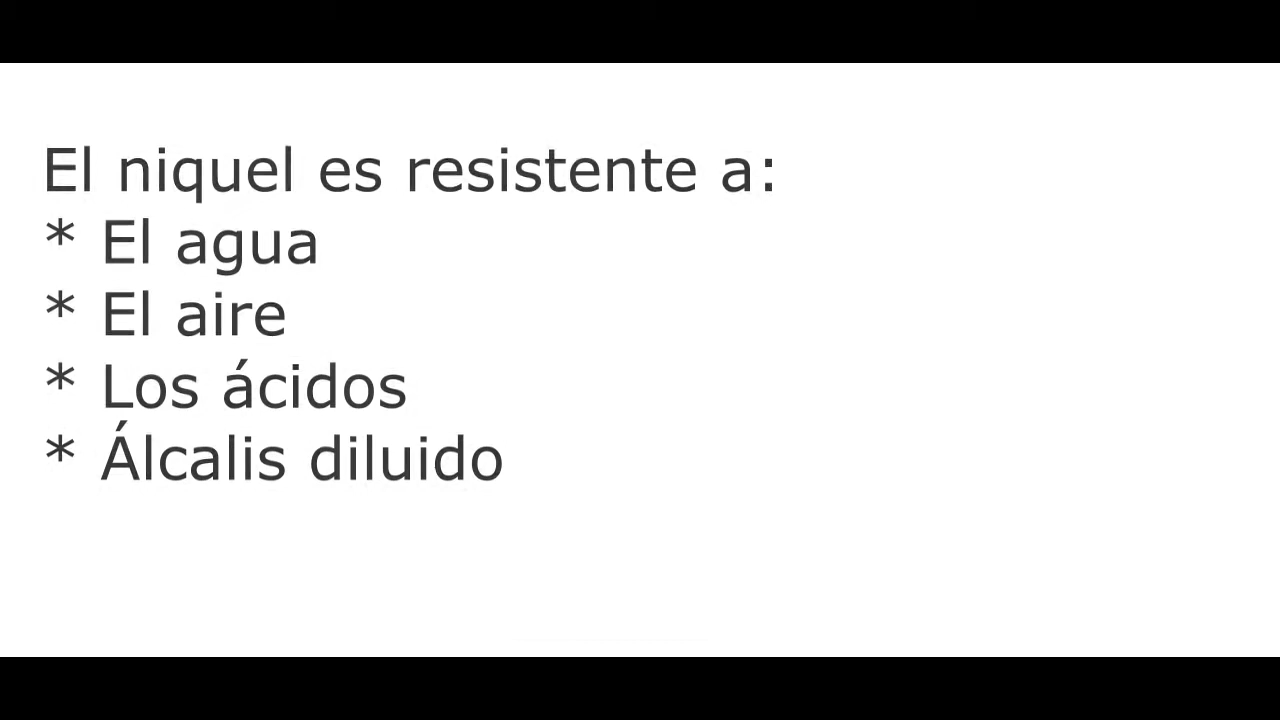 El niquel es resistente a:
* El agua
* El aire
* Los ácidos
* Álcalis diluido